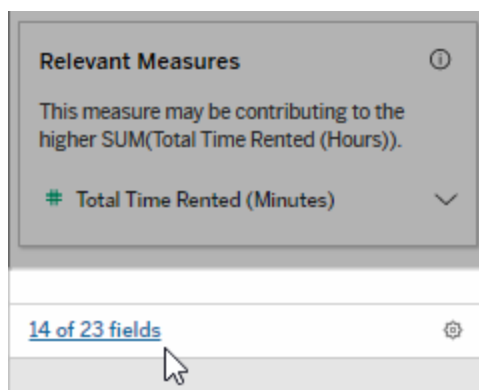 Relevant Measures
This measure may be contributing to the
higher SUM(Total Time Rented (Hours)).
Total Time Rented (Minutes)
14 of 23 fields